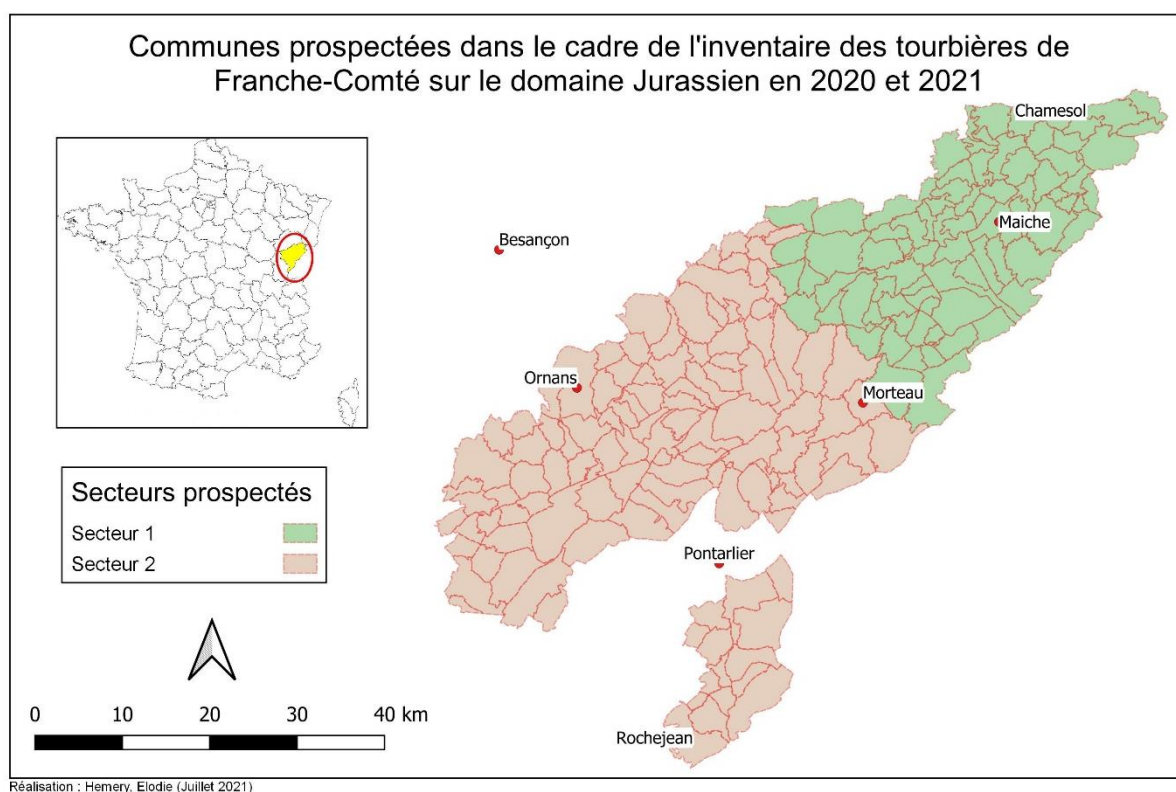 Communes prospectées dans le cadre de l'inventaire des tourbières de
Franche-Comté sur le domaine Jurassien en 2020 et 2021
Chamesol
Maiche
Besançon
Ornans
Morteau
Secteurs prospectés
Secteur 1
Secteur 2
Pontarlier
0 10 20 30 40 km
Rochejean
Réalisation : Hemery, Elodie (Juillet 2021)